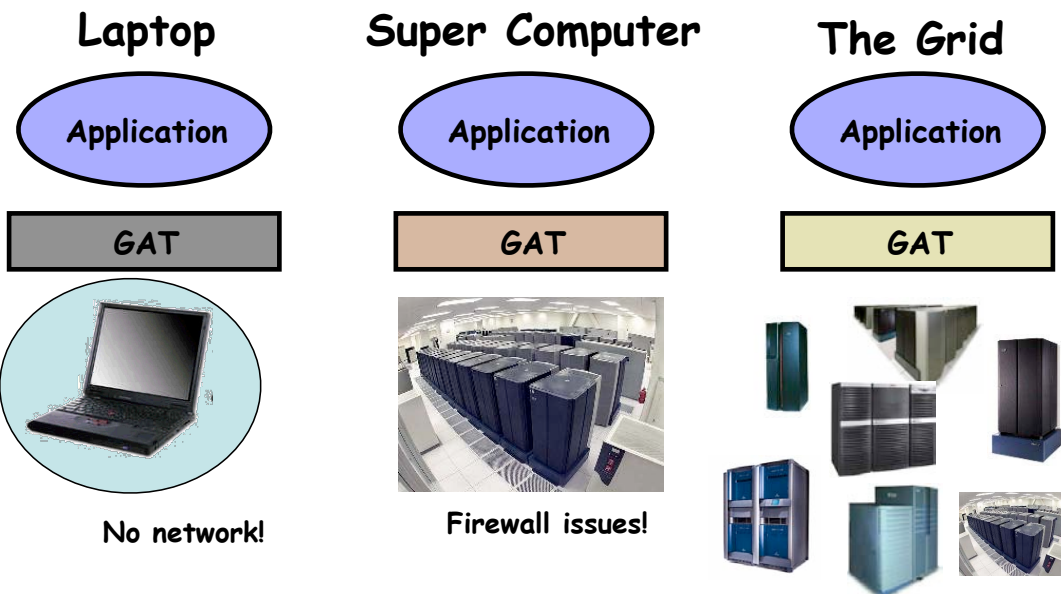 Laptop
Super Computer
The Grid
Application
Application
Application
GAT
GAT
GAT
No network!
Firewall issues!